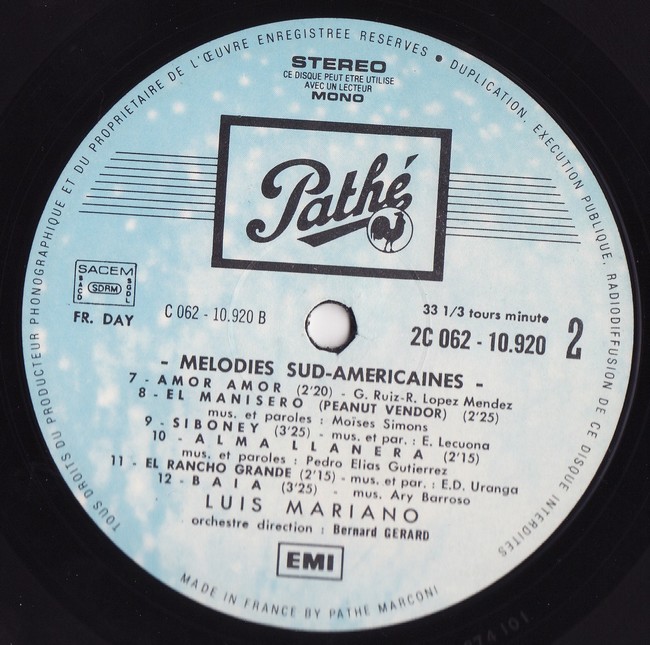 TOUS DROITS DU PRODUCTEUR PHONOGRAPHIQUE ET DU PROPRIETAIRE DE L'ŒUVRE ENREGISTREE RESERVES • DUPLICATION, EXECUTION PUBLIQUE, RADIODIFFUSION DE CE DISQUE INTERDITES
STEREO
CE DISQUE PEUT ETRE UTILISE
AVEC UN LECTEUR
MONO
Pathé
SACEM
SACD SDRM SGDL
FR. DAY
C 062 - 10.920 B
33 1/3 tours minute
2C 062 - 10.920 2
- MELODIES SUD-AMERICAINES -
7 - AMOR AMOR (2'20) - G. Ruiz-R. Lopez Mendez
8 - EL MANISERO (PEANUT VENDOR) (2'25)
mus. et paroles : Moïses Simons
9 - SIBONEY (3'25) - mus. et par. : E. Lecuona
10 - ALMA LLANERA (2'15)
mus. et paroles : Pedro Elias Gutierrez
11 - EL RANCHO GRANDE (2'15) - mus. et par. : E.D. Uranga
12 - BAIA (3'25) - mus. Ary Barroso
LUIS MARIANO
orchestre direction : Bernard GERARD
EMI
MADE IN FRANCE BY PATHE MARCONI